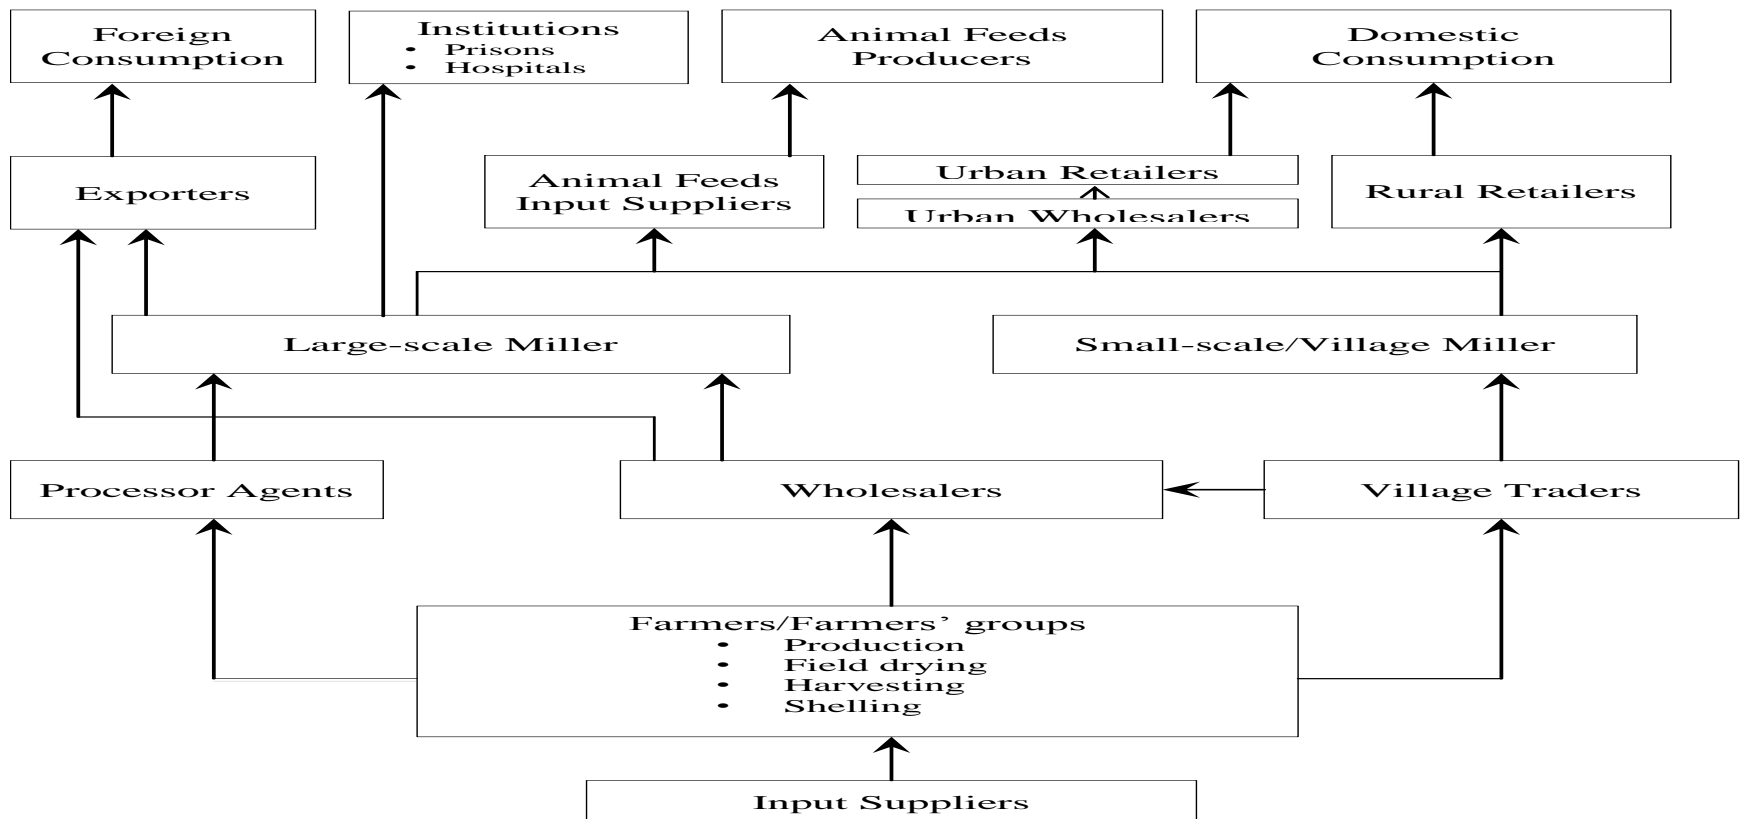 Foreign
Consumption
Institutions
• Prisons
• Hospitals
Animal Feeds
Producers
Domestic
Consumption
Exporters
Animal Feeds
Input Suppliers
Urban Retailers
Urban Wholesalers
Rural Retailers
Large-scale Miller
Small-scale/Village Miller
Processor Agents
Wholesalers
Village Traders
Farmers/Farmers’ groups
• Production
• Field drying
• Harvesting
• Shelling
Input Suppliers